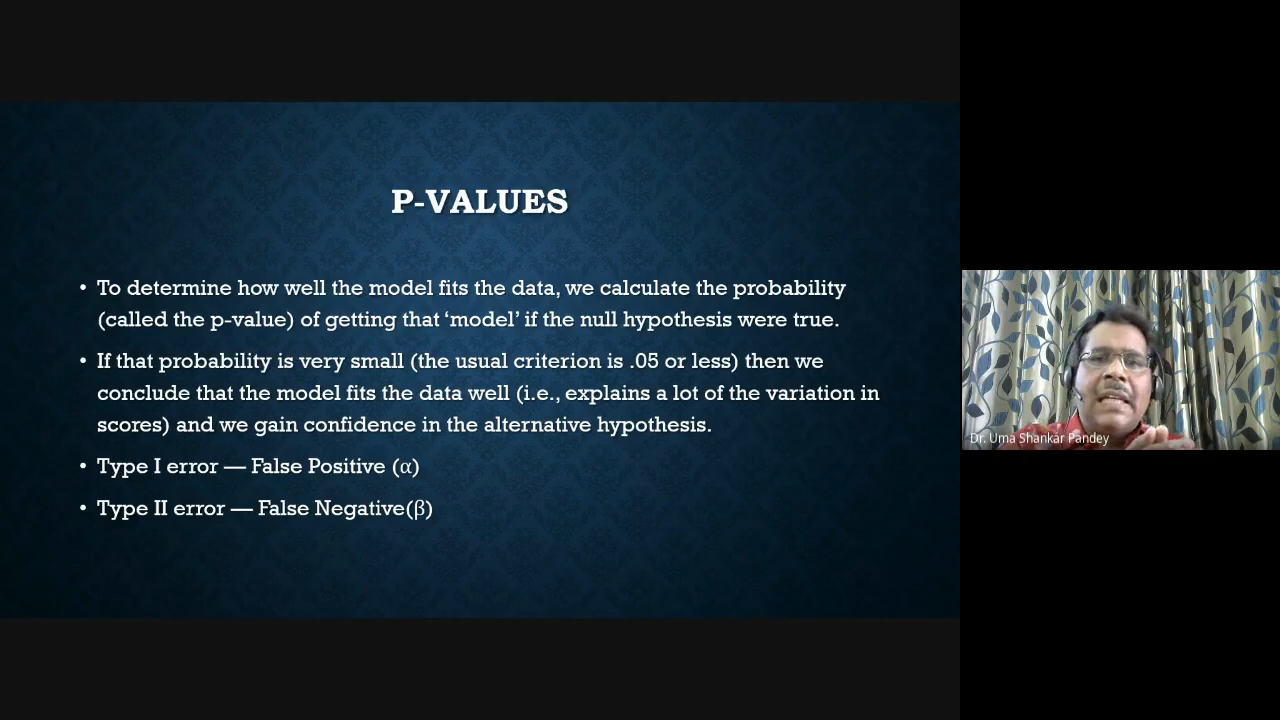 P-VALUES
• To determine how well the model fits the data, we calculate the probability
(called the p-value) of getting that ‘model’ if the null hypothesis were true.
• If that probability is very small (the usual criterion is .05 or less) then we
conclude that the model fits the data well (i.e., explains a lot of the variation in
scores) and we gain confidence in the alternative hypothesis.
• Type I error — False Positive (α)
• Type II error — False Negative(β)
Dr. Uma Shankar Pandey